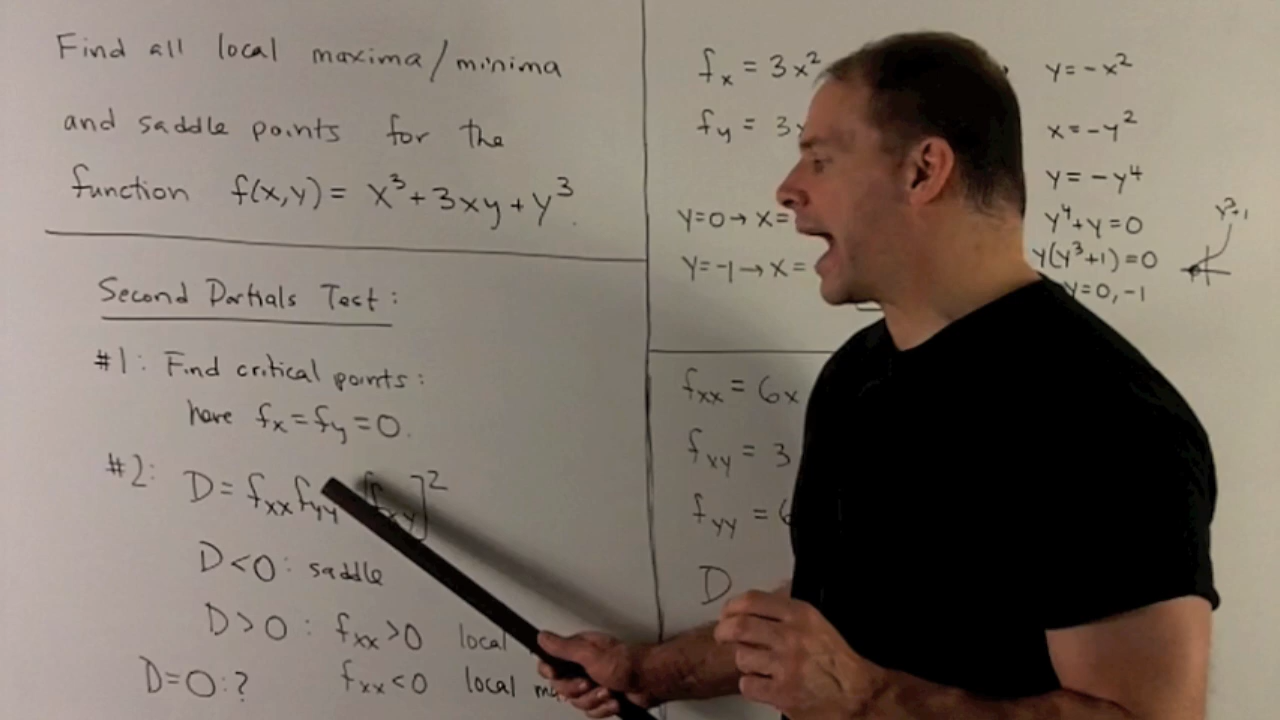 Find all local maxima/minima
and saddle points for the
function f(x,y) = x³+3xy+y³.
Second Partials Test:
#1: Find critical points:
have fx=fy=0.
#2: D = fxx fyy [fxy]²
D<0: saddle
D>0: fxx>0 local
D=0:? fxx<0 local
fx = 3x²
fy = 3
y=0→x=
y=-1→x=
y=-x²
x=-y²
y=-y⁴
y⁴+y=0
y(y³+1)=0
y=0,-1
y³+1
fxx = 6x
fxy = 3
fyy = 6
D